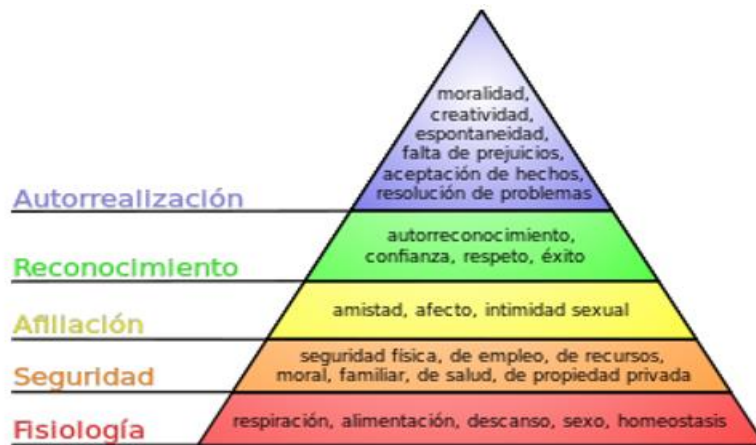 moralidad,
creatividad,
espontaneidad,
falta de prejuicios,
aceptación de hechos,
resolución de problemas
Autorrealización
autorreconocimiento,
confianza, respeto, éxito
Reconocimiento
amistad, afecto, intimidad sexual
Afiliación
seguridad física, de empleo, de recursos,
moral, familiar, de salud, de propiedad privada
Seguridad
respiración, alimentación, descanso, sexo, homeostasis
Fisiología